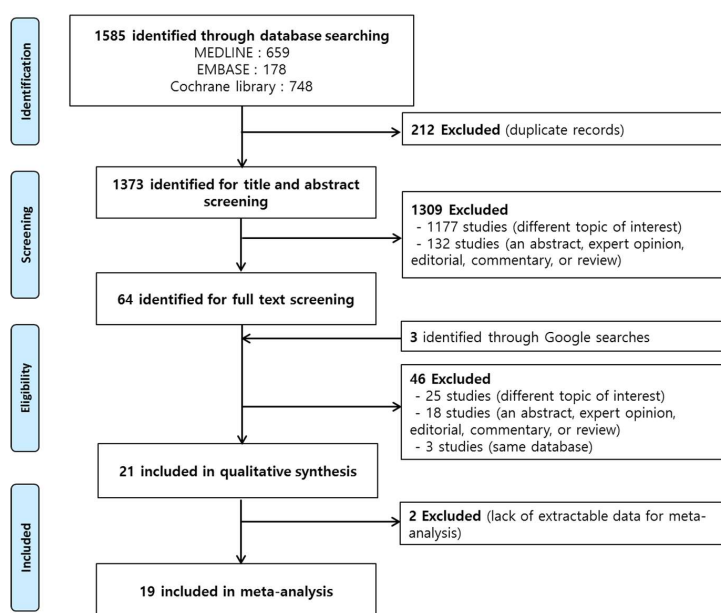 Identification
1585 identified through database searching
MEDLINE : 659
EMBASE : 178
Cochrane library : 748
212 Excluded (duplicate records)
Screening
1373 identified for title and abstract
screening
1309 Excluded
- 1177 studies (different topic of interest)
- 132 studies (an abstract, expert opinion,
editorial, commentary, or review)
64 identified for full text screening
Eligibility
3 identified through Google searches
46 Excluded
- 25 studies (different topic of interest)
- 18 studies (an abstract, expert opinion,
editorial, commentary, or review)
- 3 studies (same database)
21 included in qualitative synthesis
Included
2 Excluded (lack of extractable data for meta-
analysis)
19 included in meta-analysis